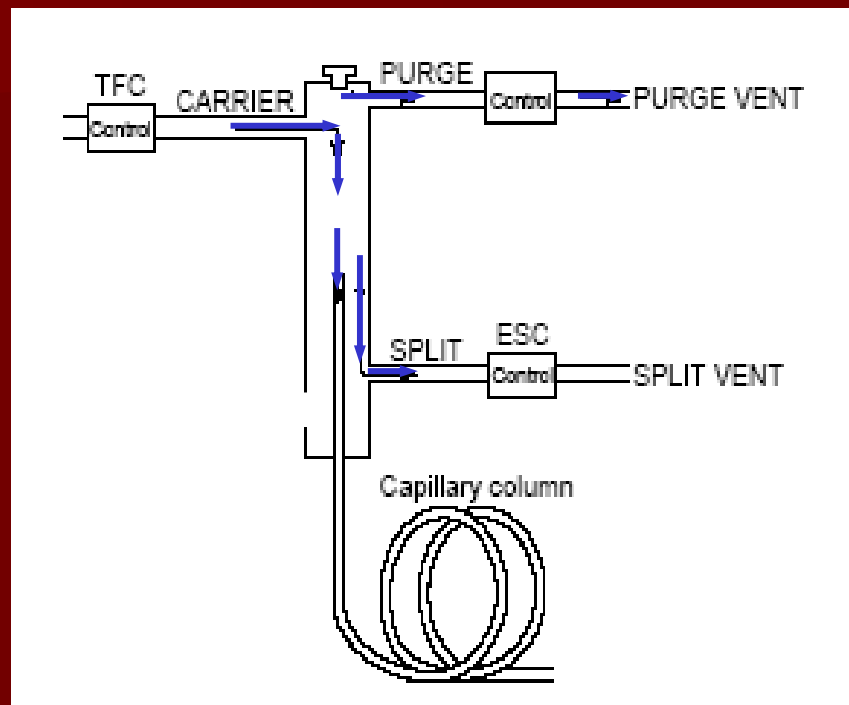 TFC
Control
CARRIER
PURGE
Control
PURGE VENT
ESC
SPLIT
Control
SPLIT VENT
Capillary column